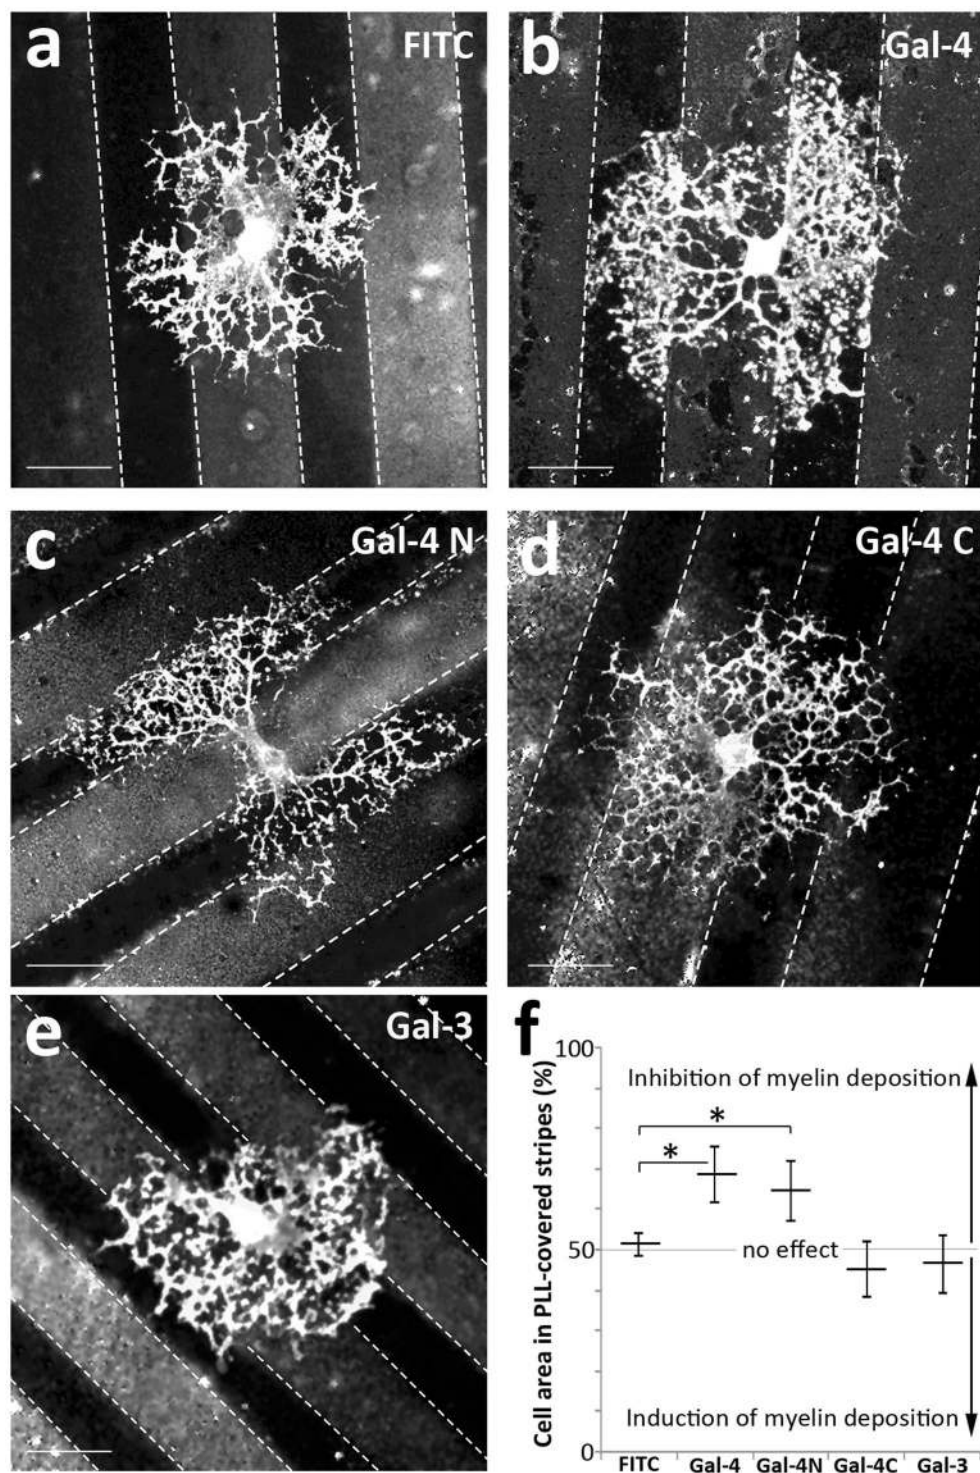 a FITC
b Gal-4
c Gal-4 N
d Gal-4 C
e Gal-3
f
Cell area in PLL-covered stripes (%)
100
Inhibition of myelin deposition
*
*
50
no effect
Induction of myelin deposition
0
FITC Gal-4 Gal-4N Gal-4C Gal-3